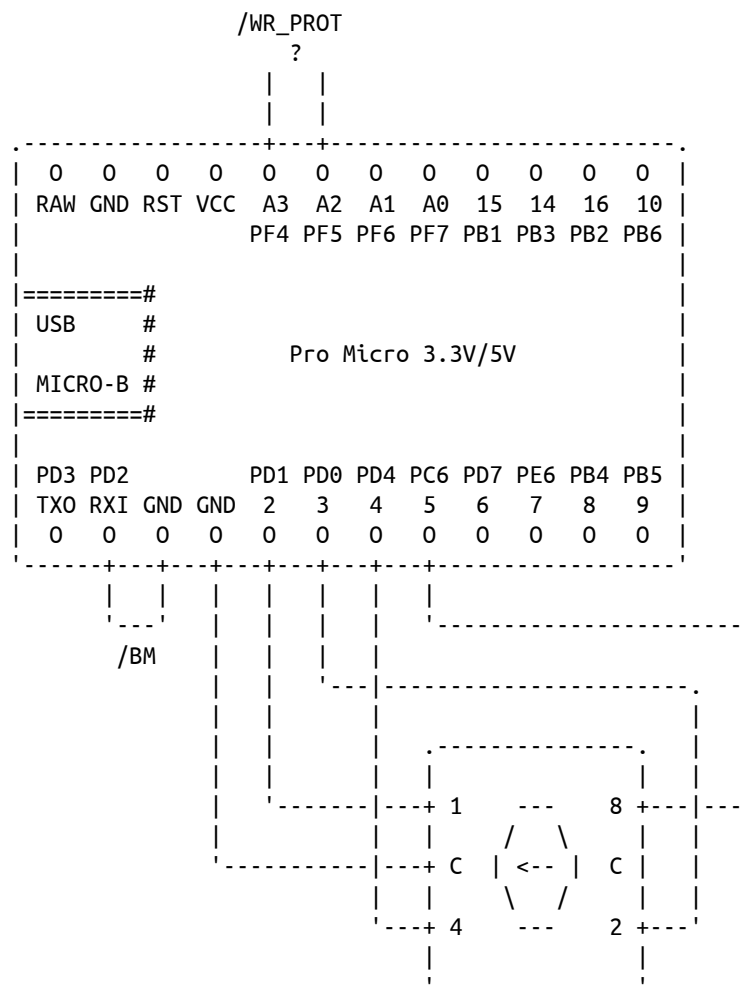 /WR_PROT
?
O O O O O O O O O O O O
RAW GND RST VCC A3 A2 A1 A0 15 14 16 10
PF4 PF5 PF6 PF7 PB1 PB3 PB2 PB6
USB
Pro Micro 3.3V/5V
MICRO-B
PD3 PD2 PD1 PD0 PD4 PC6 PD7 PE6 PB4 PB5
TXO RXI GND GND 2 3 4 5 6 7 8 9
O O O O O O O O O O O O
/BM
1 8
C C
4 2